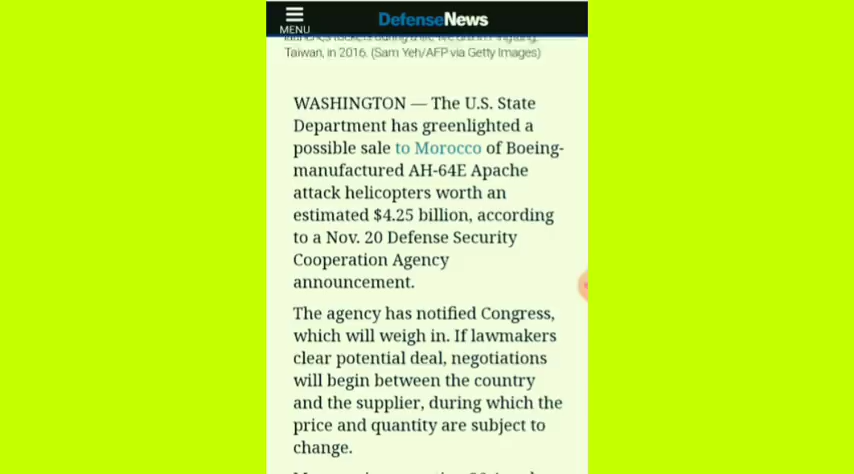 DefenseNews
MENU
Taiwan, in 2016. (Sam Yeh/AFP via Getty Images)
WASHINGTON — The U.S. State
Department has greenlighted a
possible sale to Morocco of Boeing-
manufactured AH-64E Apache
attack helicopters worth an
estimated $4.25 billion, according
to a Nov. 20 Defense Security
Cooperation Agency
announcement.
The agency has notified Congress,
which will weigh in. If lawmakers
clear potential deal, negotiations
will begin between the country
and the supplier, during which the
price and quantity are subject to
change.